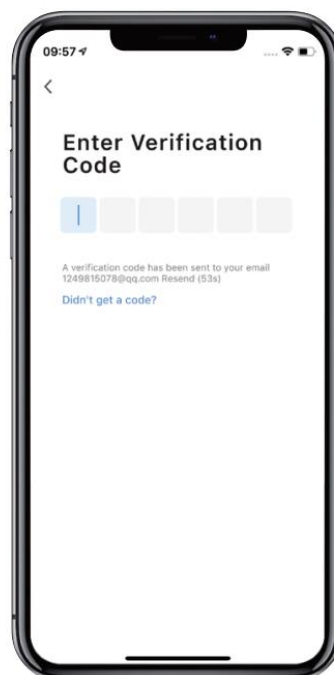 09:57
Enter Verification
Code
A verification code has been sent to your email
1249815078@qq.com Resend (53s)
Didn't get a code?